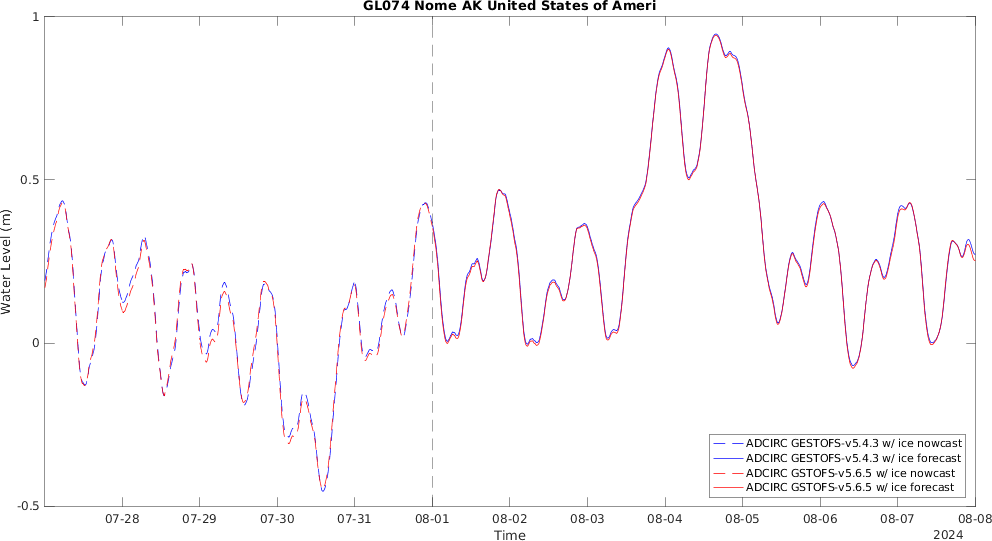 GL074 Nome AK United States of Ameri
1
0.5
0
-0.5
Water Level (m)
ADCIRC GESTOFS-v5.4.3 w/ ice nowcast
ADCIRC GESTOFS-v5.4.3 w/ ice forecast
ADCIRC GSTOFS-v5.6.5 w/ ice nowcast
ADCIRC GSTOFS-v5.6.5 w/ ice forecast
07-28 07-29 07-30 07-31 08-01 08-02 08-03 08-04 08-05 08-06 08-07 08-08
Time
2024